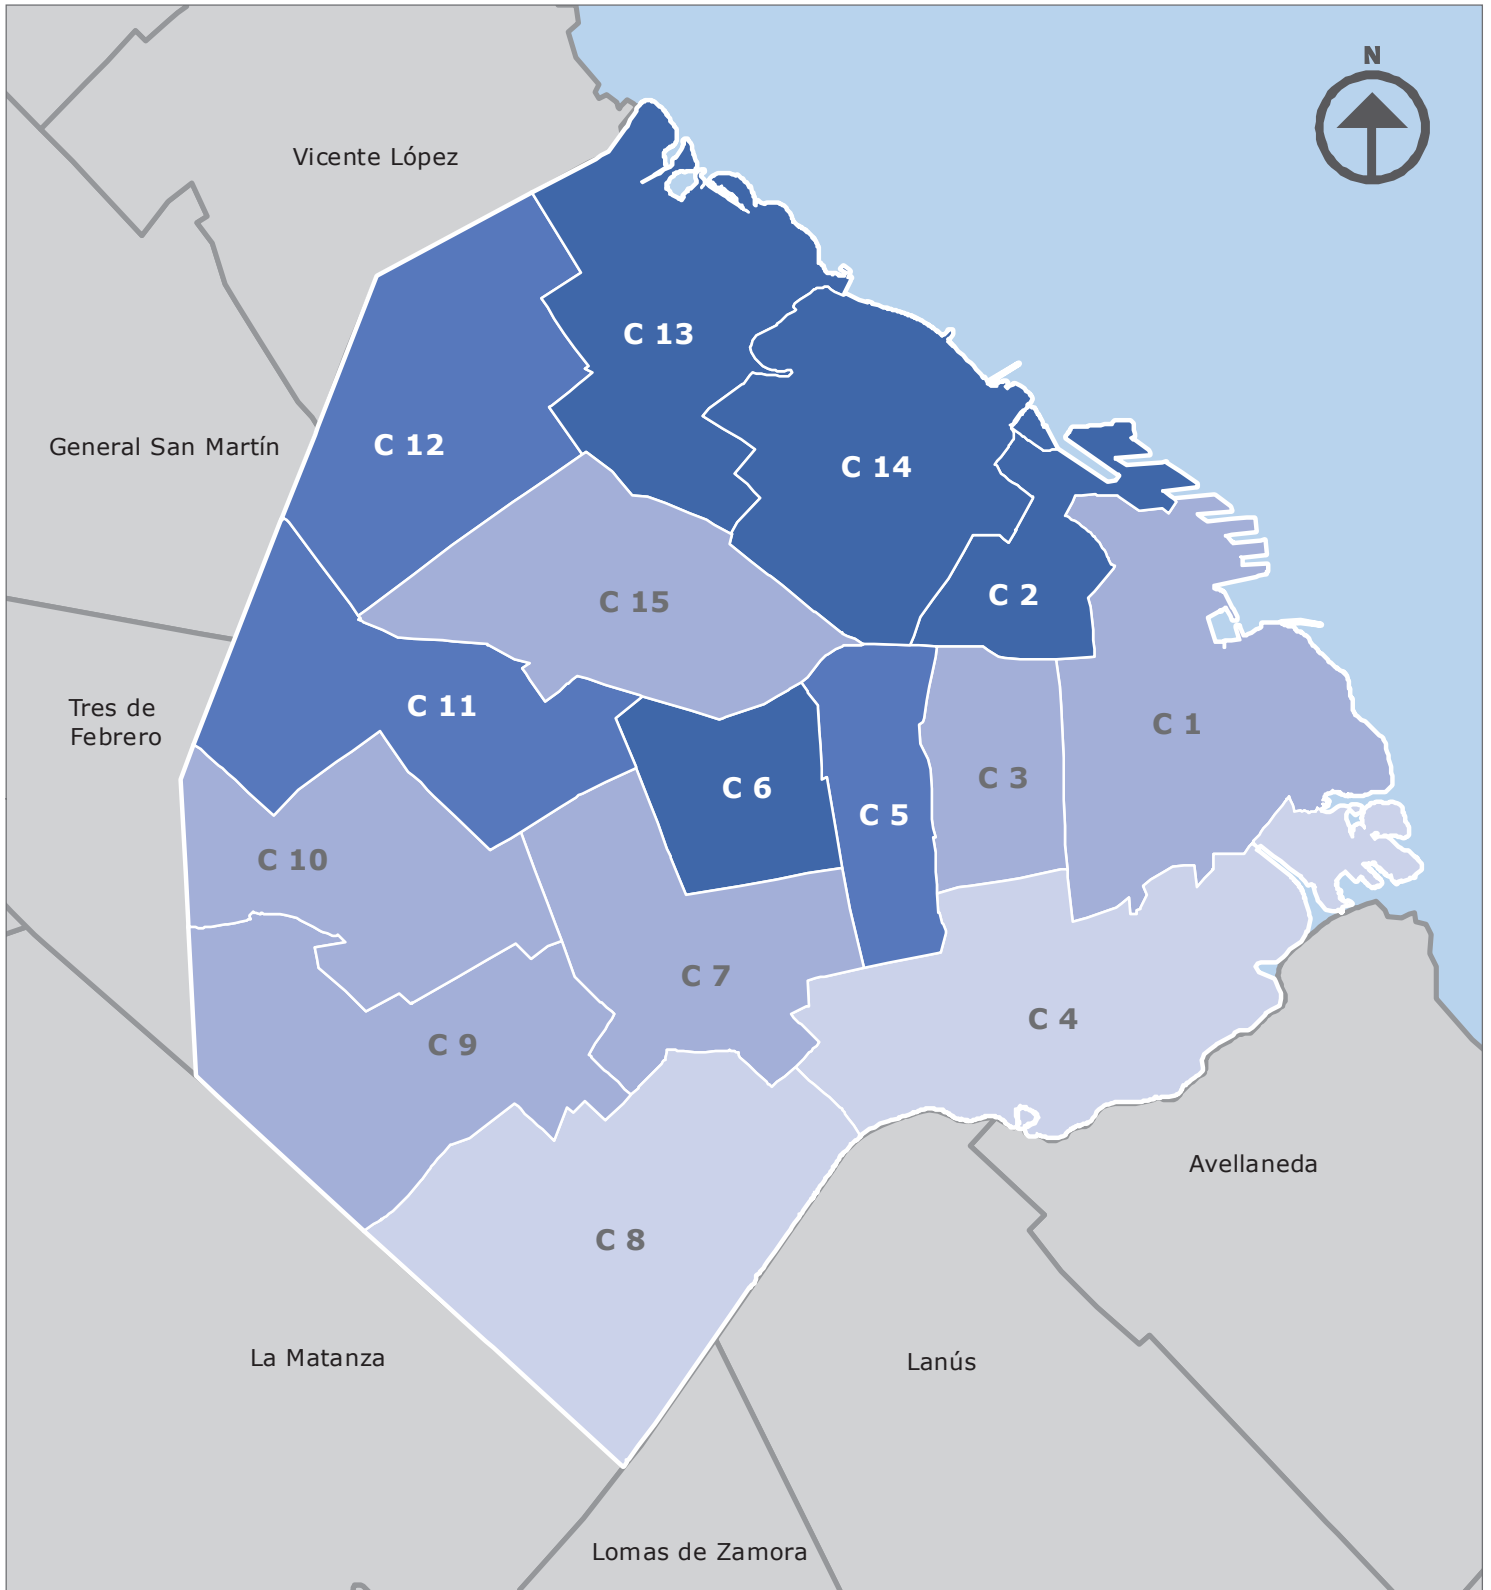 N
Vicente López
C 13
C 12
General San Martín
C 14
C 2
C 15
C 11
Tres de
Febrero
C 1
C 3
C 6
C 5
C 10
C 7
C 4
C 9
Avellaneda
C 8
La Matanza
Lanús
Lomas de Zamora